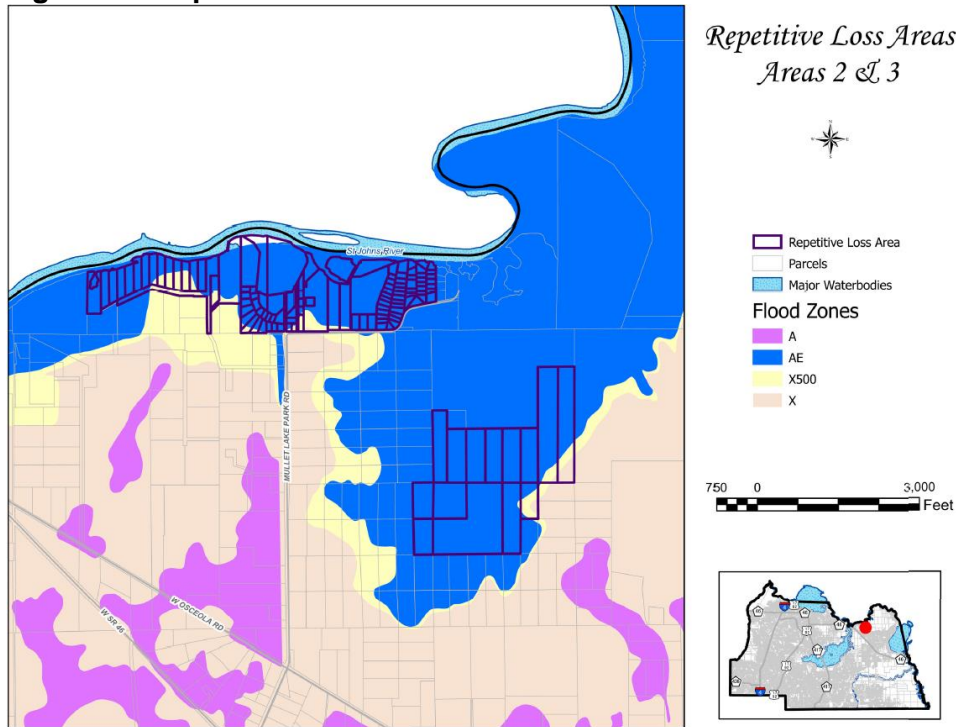 Repetitive Loss Areas
Areas 2 & 3
St Johns River
MULLET LAKE PARK RD
W OSCEOLA RD
W SR 46
Repetitive Loss Area
Parcels
Major Waterbodies
Flood Zones
A
AE
X500
X
750 0 3,000
Feet